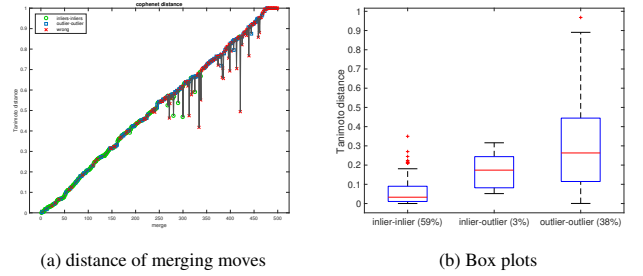 cophenet distance
inliers-inliers
outlier-outlier
wrong
Tanimoto distance
1
0.9
0.8
0.7
0.6
0.5
0.4
0.3
0.2
0.1
0
0 50 100 150 200 250 300 350 400 450 500
merge
(a) distance of merging moves
Tanimoto distance
1
0.9
0.8
0.7
0.6
0.5
0.4
0.3
0.2
0.1
0
inlier-inlier (59%) inlier-outlier (3%) outlier-outlier (38%)
(b) Box plots